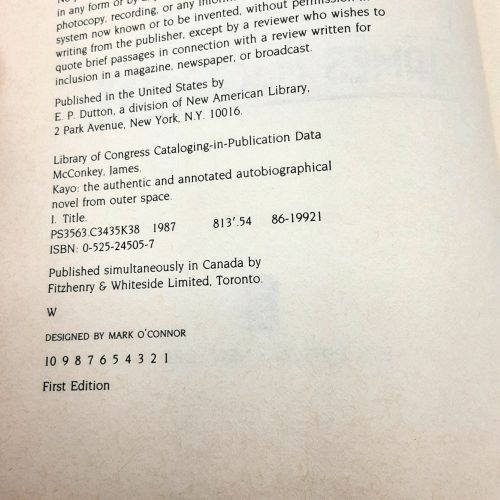 in any form or by an
photocopy, recording, or any inform
system now known or to be invented, without permission in
writing from the publisher, except by a reviewer who wishes to
quote brief passages in connection with a review written for
inclusion in a magazine, newspaper, or broadcast.
Published in the United States by
E. P. Dutton, a division of New American Library,
2 Park Avenue, New York, N.Y. 10016.
Library of Congress Cataloging-in-Publication Data
McConkey, James.
Kayo: the authentic and annotated autobiographical
novel from outer space.
I. Title.
PS3563.C3435K38 1987 813'.54 86-19921
ISBN: 0-525-24505-7
Published simultaneously in Canada by
Fitzhenry & Whiteside Limited, Toronto.
W
DESIGNED BY MARK O'CONNOR
10 9 8 7 6 5 4 3 2 1
First Edition